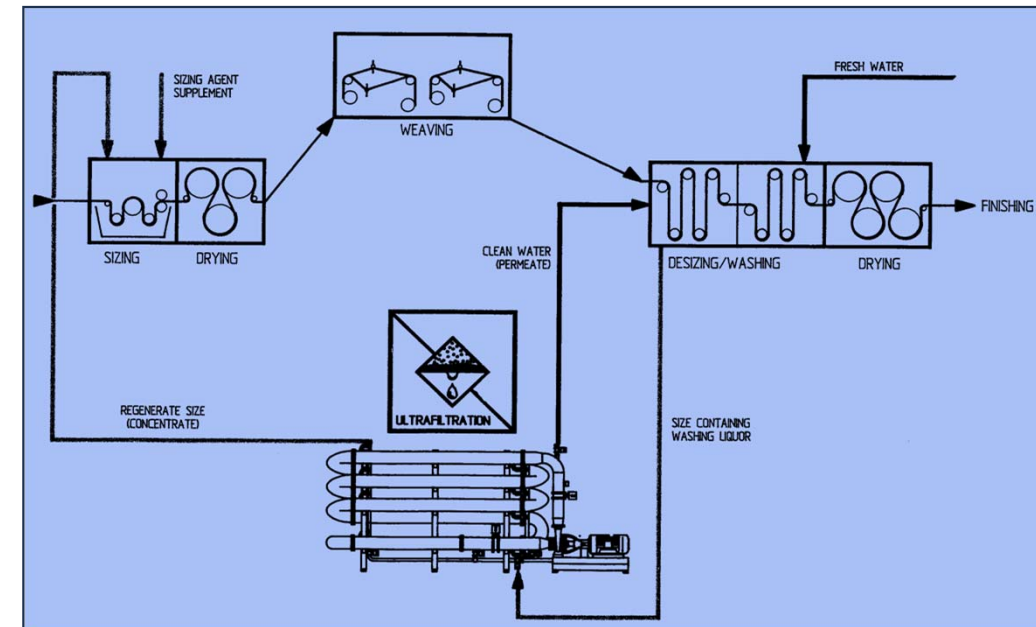 SIZING AGENT
SUPPLEMENT
WEAVING
FRESH WATER
SIZING
DRYING
CLEAN WATER
(PERMEATE)
DESIZING/WASHING
DRYING
FINISHING
ULTRAFILTRATION
REGENERATE SIZE
(CONCENTRATE)
SIZE CONTAINING
WASHING LIQUOR